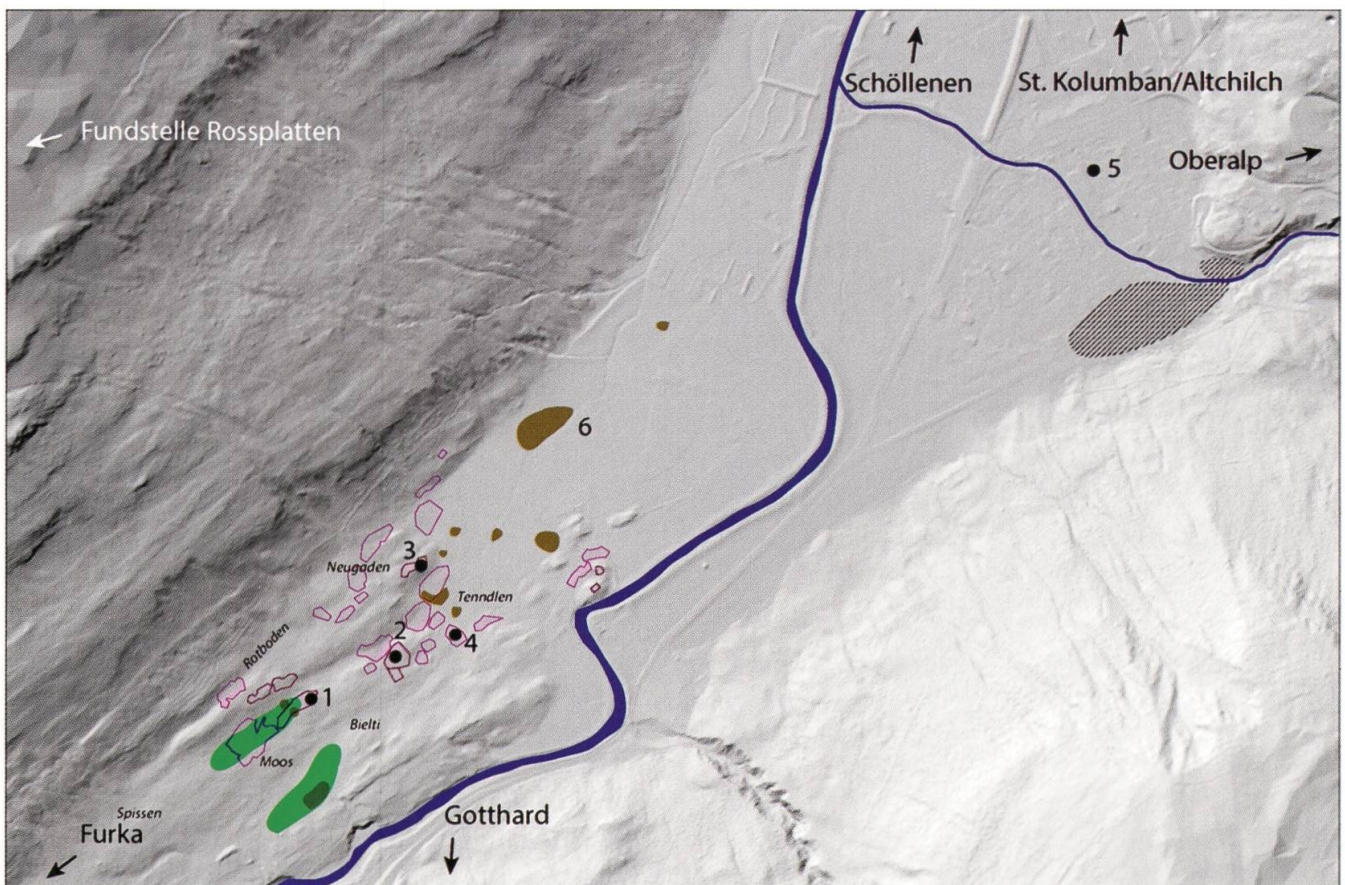 Schöllenen
St. Kolumban/Altchilch
Fundstelle Rossplatten
Oberalp
5
6
3
Neugaden
Tenndlen
2
4
Rotboden
1
Bielti
Moos
Spissen
Furka
Gotthard